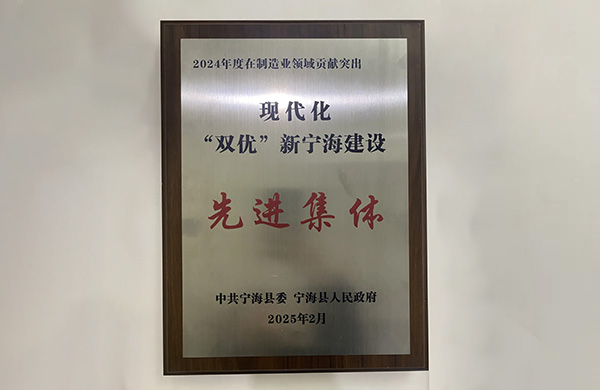 2024年度在制造业领域贡献突出
现代化
“双优”新宁海建设
先进集体
中共宁海县委 宁海县人民政府
2025年2月